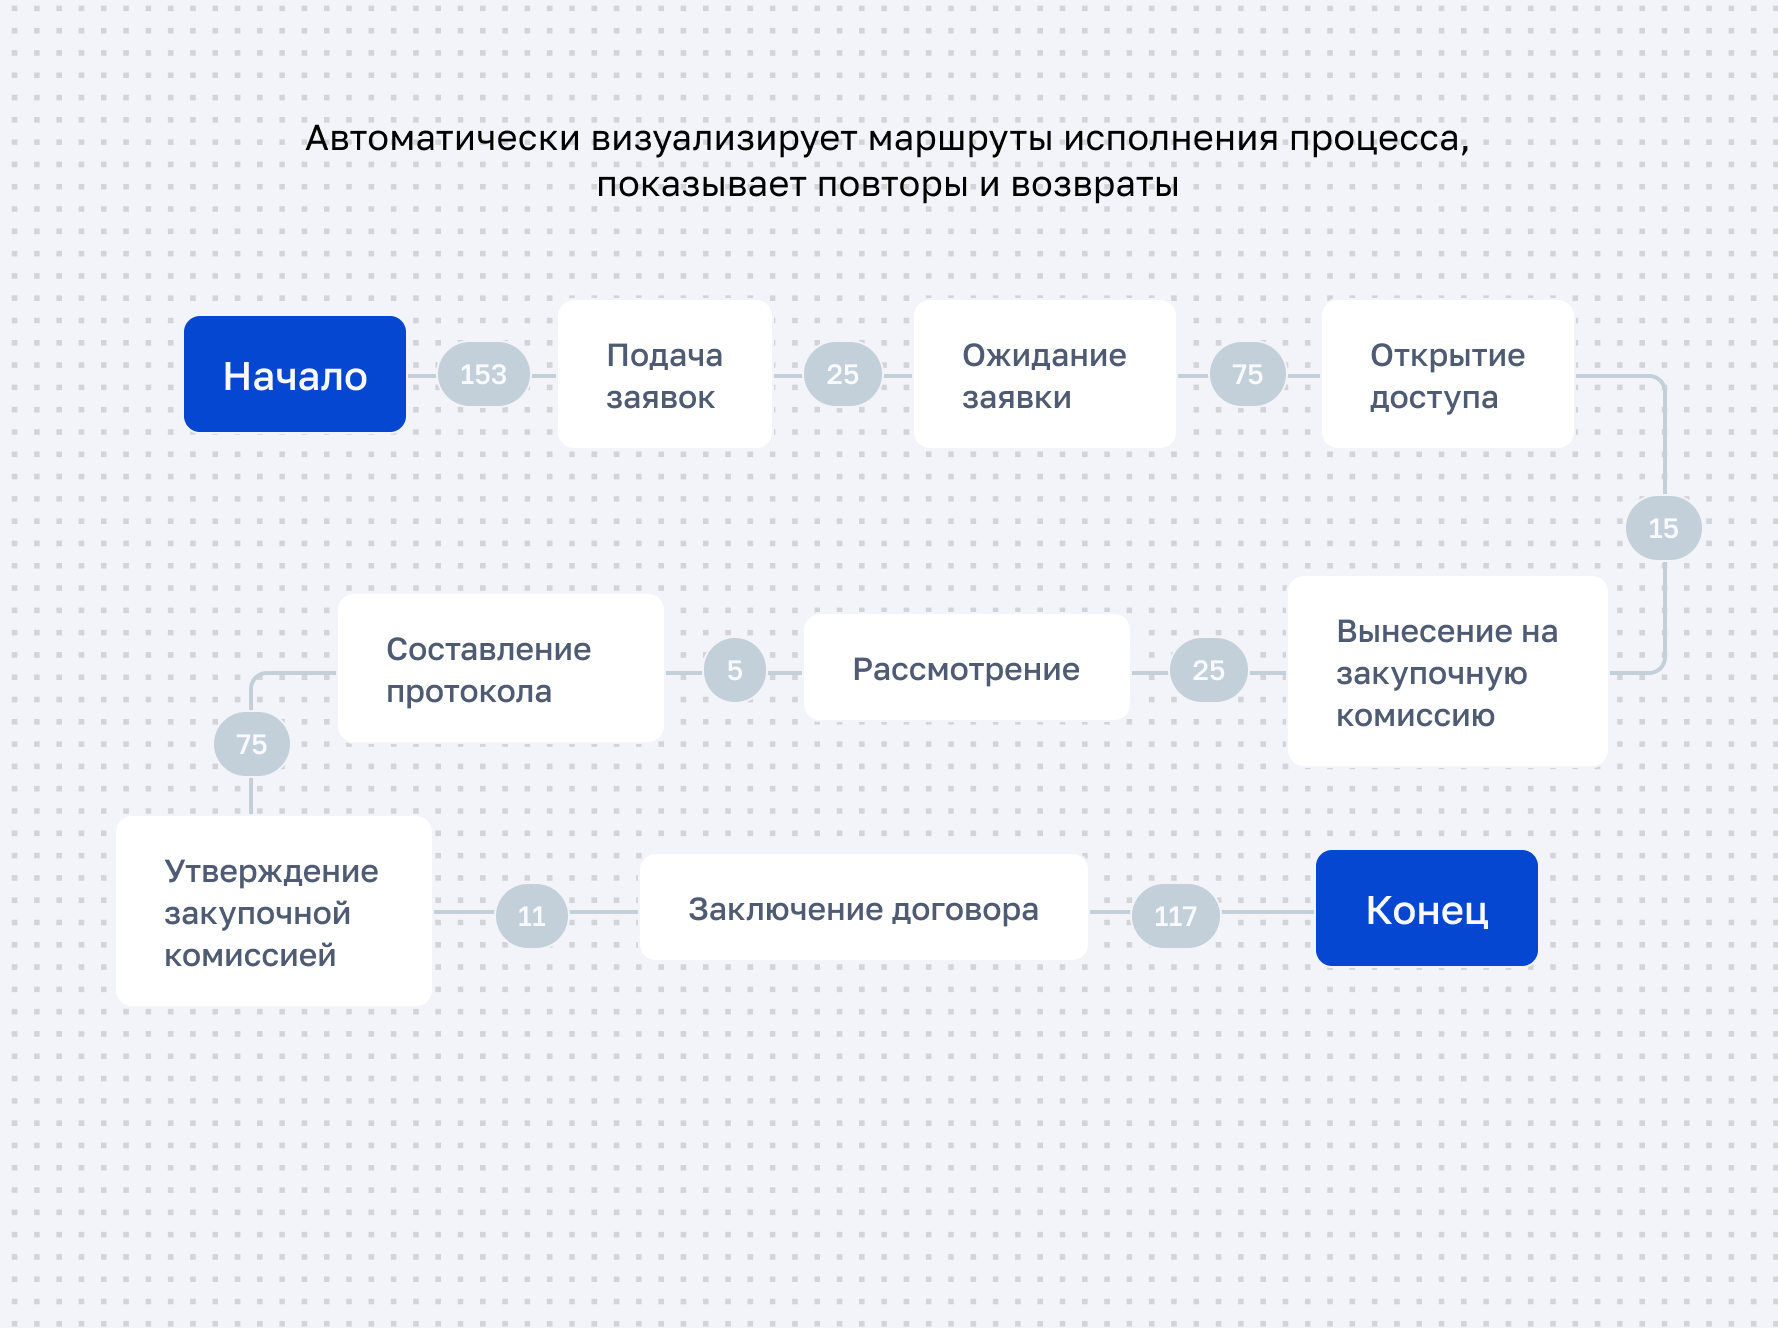 Автоматически визуализирует маршруты исполнения процесса,
показывает повторы и возвраты
Начало
153
Подача
заявок
25
Ожидание
заявки
75
Открытие
доступа
15
Вынесение на
закупочную
комиссию
25
Рассмотрение
5
Составление
протокола
75
Утверждение
закупочной
комиссией
11
Заключение договора
117
Конец